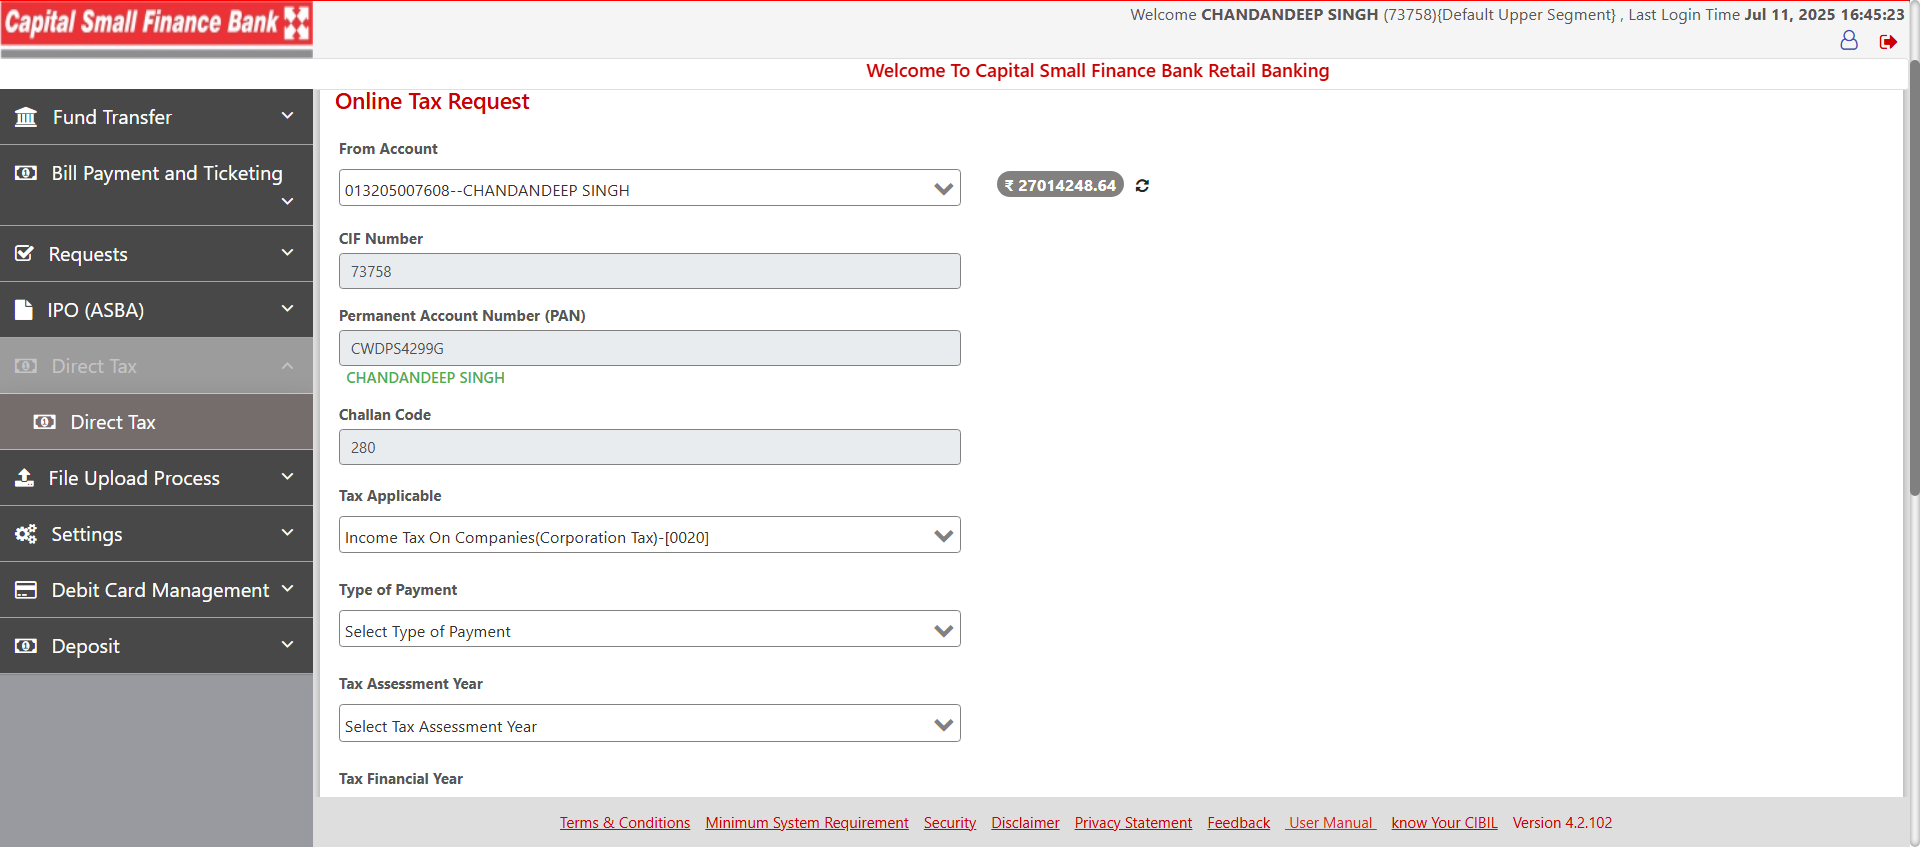 Capital Small Finance Bank
Welcome CHANDANDEEP SINGH (73758){Default Upper Segment} , Last Login Time Jul 11, 2025 16:45:23
Welcome To Capital Small Finance Bank Retail Banking
Fund Transfer
Bill Payment and Ticketing
Requests
IPO (ASBA)
Direct Tax
Direct Tax
File Upload Process
Settings
Debit Card Management
Deposit
Online Tax Request
From Account
013205007608--CHANDANDEEP SINGH
₹ 27014248.64
CIF Number
73758
Permanent Account Number (PAN)
CWDPS4299G
CHANDANDEEP SINGH
Challan Code
280
Tax Applicable
Income Tax On Companies(Corporation Tax)-[0020]
Type of Payment
Select Type of Payment
Tax Assessment Year
Select Tax Assessment Year
Tax Financial Year
Terms & Conditions Minimum System Requirement Security Disclaimer Privacy Statement Feedback User Manual know Your CIBIL Version 4.2.102